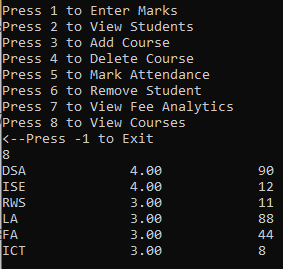 Press 1 to Enter Marks
Press 2 to View Students
Press 3 to Add Course
Press 4 to Delete Course
Press 5 to Mark Attendance
Press 6 to Remove Student
Press 7 to View Fee Analytics
Press 8 to View Courses
<--Press -1 to Exit
8
DSA 4.00 90
ISE 4.00 12
RWS 3.00 11
LA 3.00 88
FA 3.00 44
ICT 3.00 8